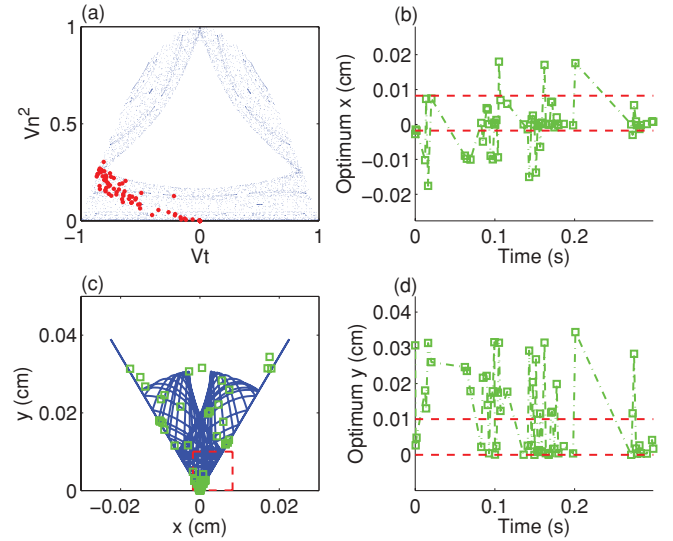 (a)
1
0.5
0
Vn²
−1
0
1
Vt
(b)
0.02
0.01
0
−0.01
−0.02
Optimum x (cm)
0
0.1
0.2
Time (s)
(c)
0.04
0.02
0
y (cm)
−0.02
0
0.02
x (cm)
(d)
0.04
0.03
0.02
0.01
0
Optimum y (cm)
0
0.1
0.2
Time (s)